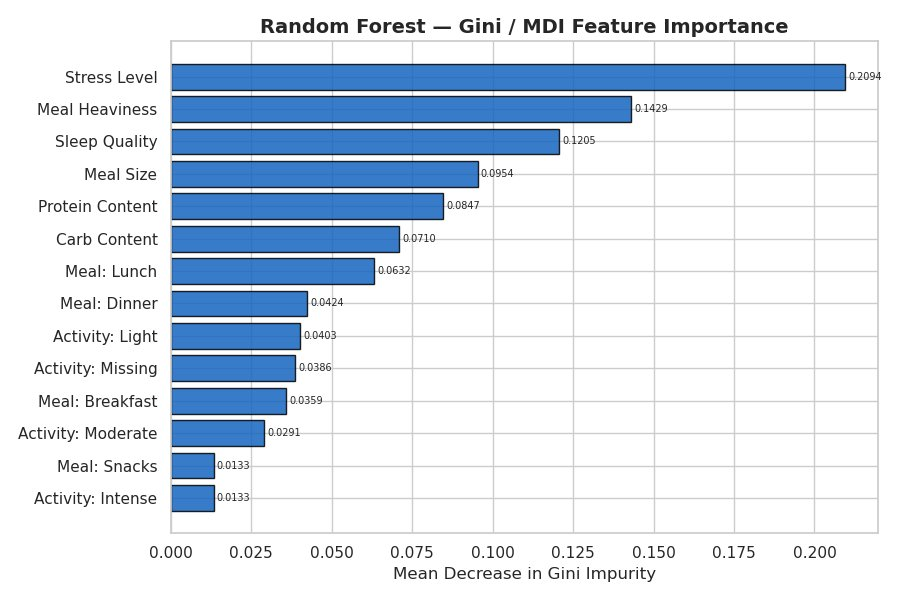 Random Forest — Gini / MDI Feature Importance
Stress Level 0.2094
Meal Heaviness 0.1429
Sleep Quality 0.1205
Meal Size 0.0954
Protein Content 0.0847
Carb Content 0.0710
Meal: Lunch 0.0632
Meal: Dinner 0.0424
Activity: Light 0.0403
Activity: Missing 0.0386
Meal: Breakfast 0.0359
Activity: Moderate 0.0291
Meal: Snacks 0.0133
Activity: Intense 0.0133
0.000 0.025 0.050 0.075 0.100 0.125 0.150 0.175 0.200
Mean Decrease in Gini Impurity